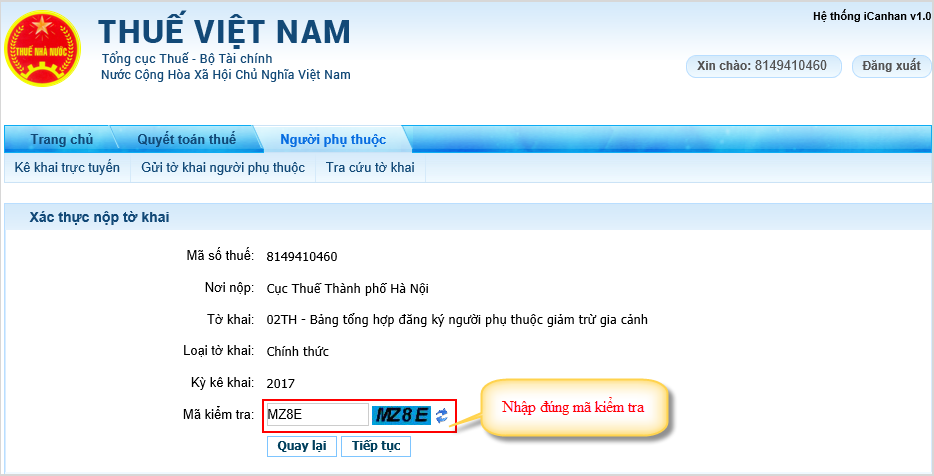 Hệ thống iCanhan v1.0
THUẾ NHÀ NƯỚC
THUẾ VIỆT NAM
Tổng cục Thuế - Bộ Tài chính
Nước Cộng Hòa Xã Hội Chủ Nghĩa Việt Nam
Xin chào: 8149410460 Đăng xuất
Trang chủ Quyết toán thuế Người phụ thuộc
Kê khai trực tuyến Gửi tờ khai người phụ thuộc Tra cứu tờ khai
Xác thực nộp tờ khai
Mã số thuế: 8149410460
Nơi nộp: Cục Thuế Thành phố Hà Nội
Tờ khai: 02TH - Bảng tổng hợp đăng ký người phụ thuộc giảm trừ gia cảnh
Loại tờ khai: Chính thức
Kỳ kê khai: 2017
Mã kiểm tra: MZ8E MZ8E Nhập đúng mã kiểm tra
Quay lại Tiếp tục